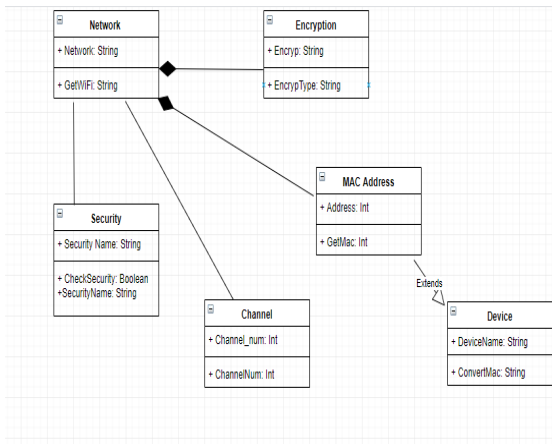 Network
+ Network: String
+ GetWiFi: String
Encryption
+ Encryp: String
+ EncrypType: String
MAC Address
+ Address: Int
+ GetMac: Int
Security
+ Security Name: String
+ CheckSecurity: Boolean
+SecurityName: String
Extends
Channel
+ Channel_num: Int
+ ChannelNum: Int
Device
+ DeviceName: String
+ ConvertMac: String